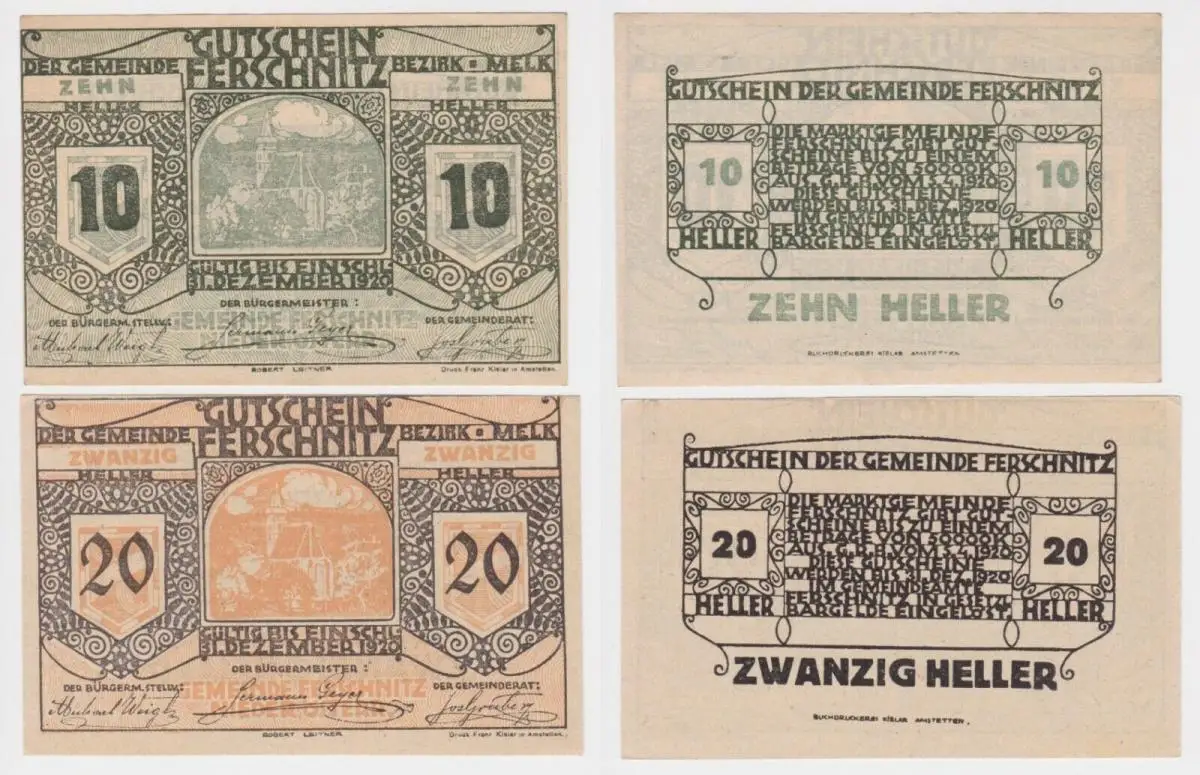 GUTSCHEIN
DER GEMEINDE FERSCHNITZ BEZIRK MELK
ZEHN ZEHN
HELLER HELLER
10 10
GÜLTIG BIS EINSCHL
31. DEZEMBER 1920
DER BÜRGERMEISTER:
DER BÜRGERM. STELLV.: GEMEINDE FERSCHNITZ DER GEMEINDERAT:
Hermann Geyer
ROBERT LEITNER Druck Franz Kislar in Amstetten.
GUTSCHEIN DER GEMEINDE FERSCHNITZ
DIE MARKTGEMEINDE
FERSCHNITZ GIBT GUT-
SCHEINE BIS ZU EINEM
10 BETRAGE VON 50000K 10
AUS. G.R.B. VOM 5.4.1920
DIESE GUTSCHEINE
WERDEN BIS 31. DEZ. 1920
IM GEMEINDEAMTE
HELLER FERSCHNITZ IN GESETZL. HELLER
BARGELDE EINGELÖST.
ZEHN HELLER
BUCHDRUCKEREI KISLAR AMSTETTEN.
GUTSCHEIN
DER GEMEINDE FERSCHNITZ BEZIRK MELK
ZWANZIG ZWANZIG
HELLER HELLER
20 20
GÜLTIG BIS EINSCHL
31. DEZEMBER 1920
DER BÜRGERMEISTER:
DER BÜRGERM. STELLV.: GEMEINDE FERSCHNITZ DER GEMEINDERAT:
Hermann Geyer
ROBERT LEITNER Druck Franz Kislar in Amstetten.
GUTSCHEIN DER GEMEINDE FERSCHNITZ
DIE MARKTGEMEINDE
FERSCHNITZ GIBT GUT-
SCHEINE BIS ZU EINEM
20 BETRAGE VON 50000K 20
AUS. G.R.B. VOM 5.4.1920
DIESE GUTSCHEINE
WERDEN BIS 31. DEZ. 1920
IM GEMEINDEAMTE
HELLER FERSCHNITZ IN GESETZL. HELLER
BARGELDE EINGELÖST.
ZWANZIG HELLER
BUCHDRUCKEREI KISLAR AMSTETTEN.